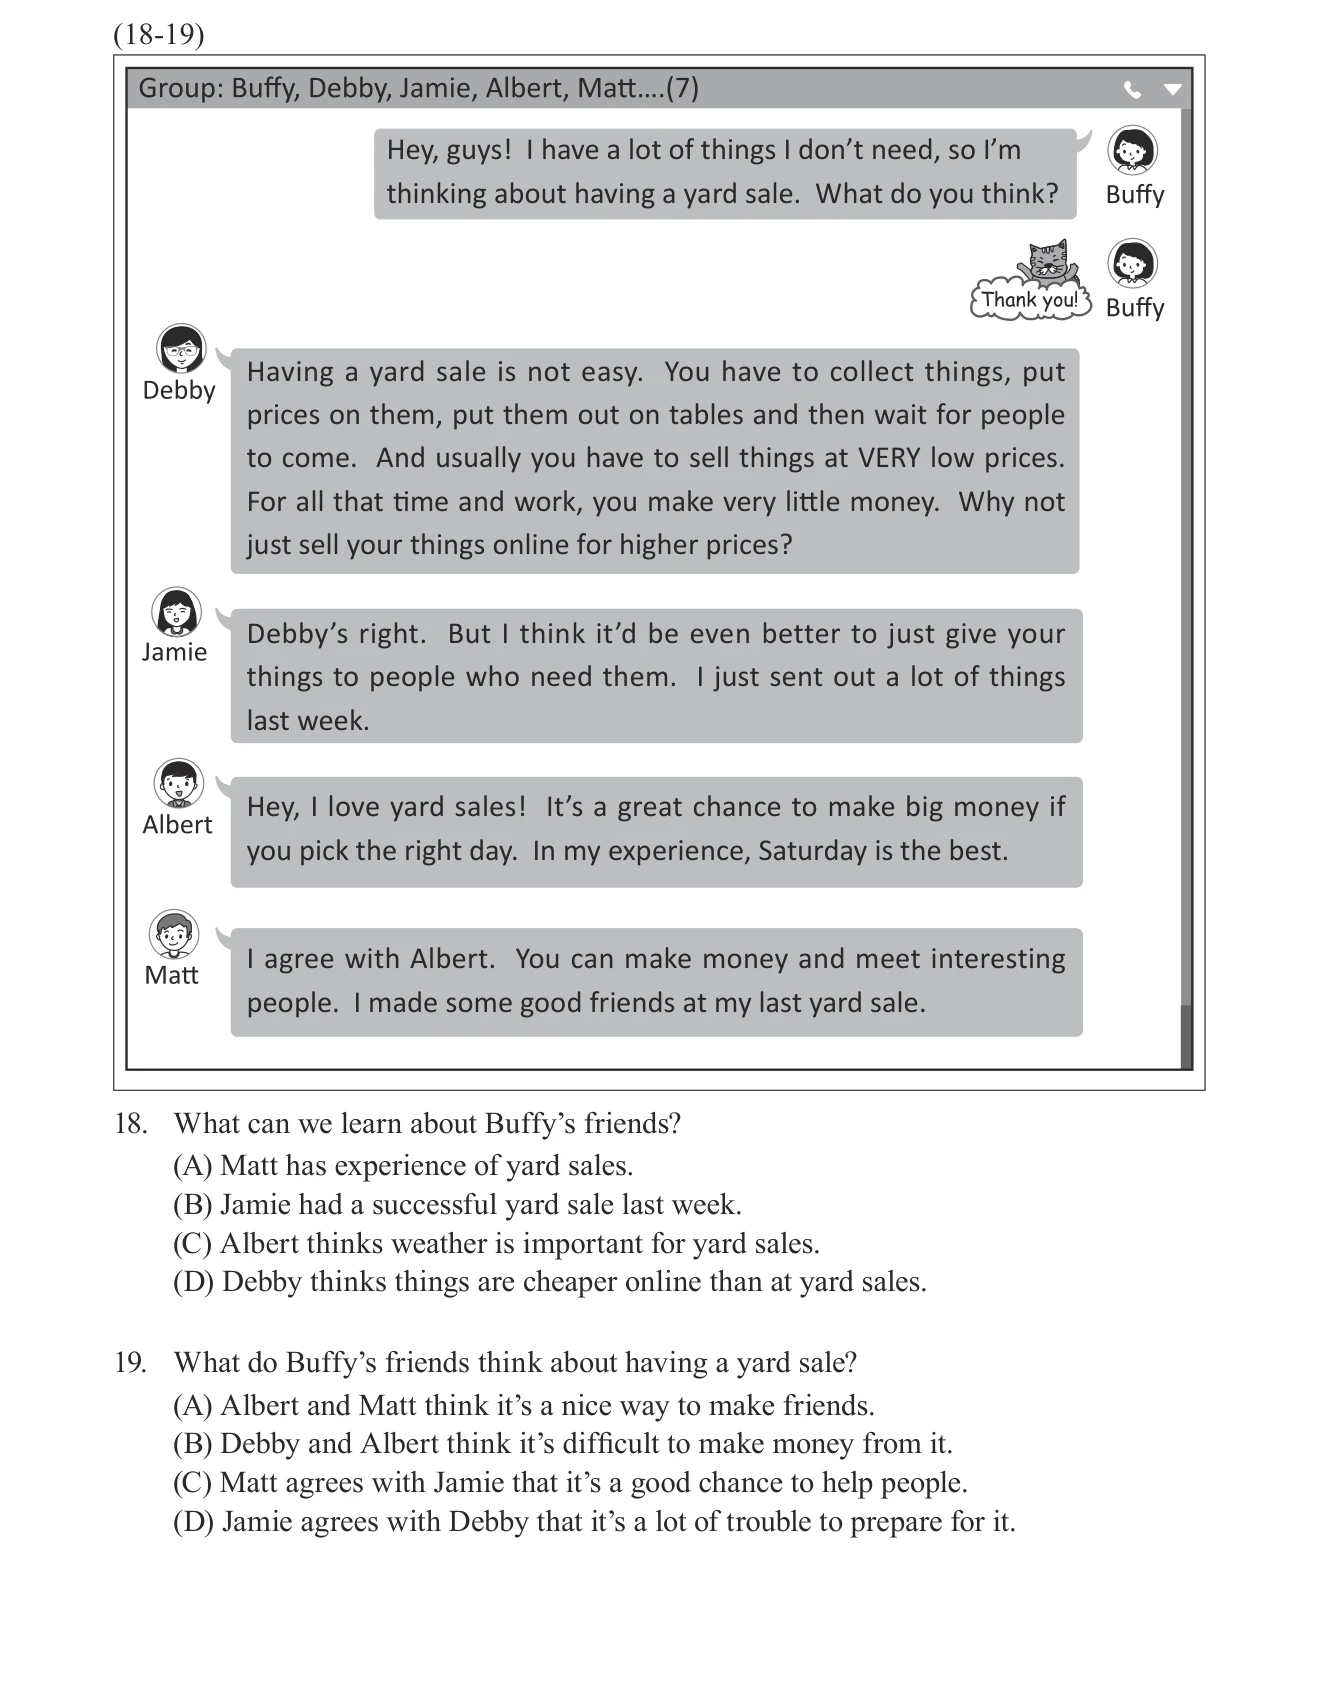 (18-19)
Group: Buffy, Debby, Jamie, Albert, Matt....(7)
Hey, guys! I have a lot of things I don't need, so I'm
thinking about having a yard sale. What do you think?
Buffy
Thank you!
Buffy
Debby
Having a yard sale is not easy. You have to collect things, put
prices on them, put them out on tables and then wait for people
to come. And usually you have to sell things at VERY low prices.
For all that time and work, you make very little money. Why not
just sell your things online for higher prices?
Jamie
Debby's right. But I think it'd be even better to just give your
things to people who need them. I just sent out a lot of things
last week.
Albert
Hey, I love yard sales! It's a great chance to make big money if
you pick the right day. In my experience, Saturday is the best.
Matt
I agree with Albert. You can make money and meet interesting
people. I made some good friends at my last yard sale.
18. What can we learn about Buffy's friends?
(A) Matt has experience of yard sales.
(B) Jamie had a successful yard sale last week.
(C) Albert thinks weather is important for yard sales.
(D) Debby thinks things are cheaper online than at yard sales.
19. What do Buffy's friends think about having a yard sale?
(A) Albert and Matt think it's a nice way to make friends.
(B) Debby and Albert think it's difficult to make money from it.
(C) Matt agrees with Jamie that it's a good chance to help people.
(D) Jamie agrees with Debby that it's a lot of trouble to prepare for it.